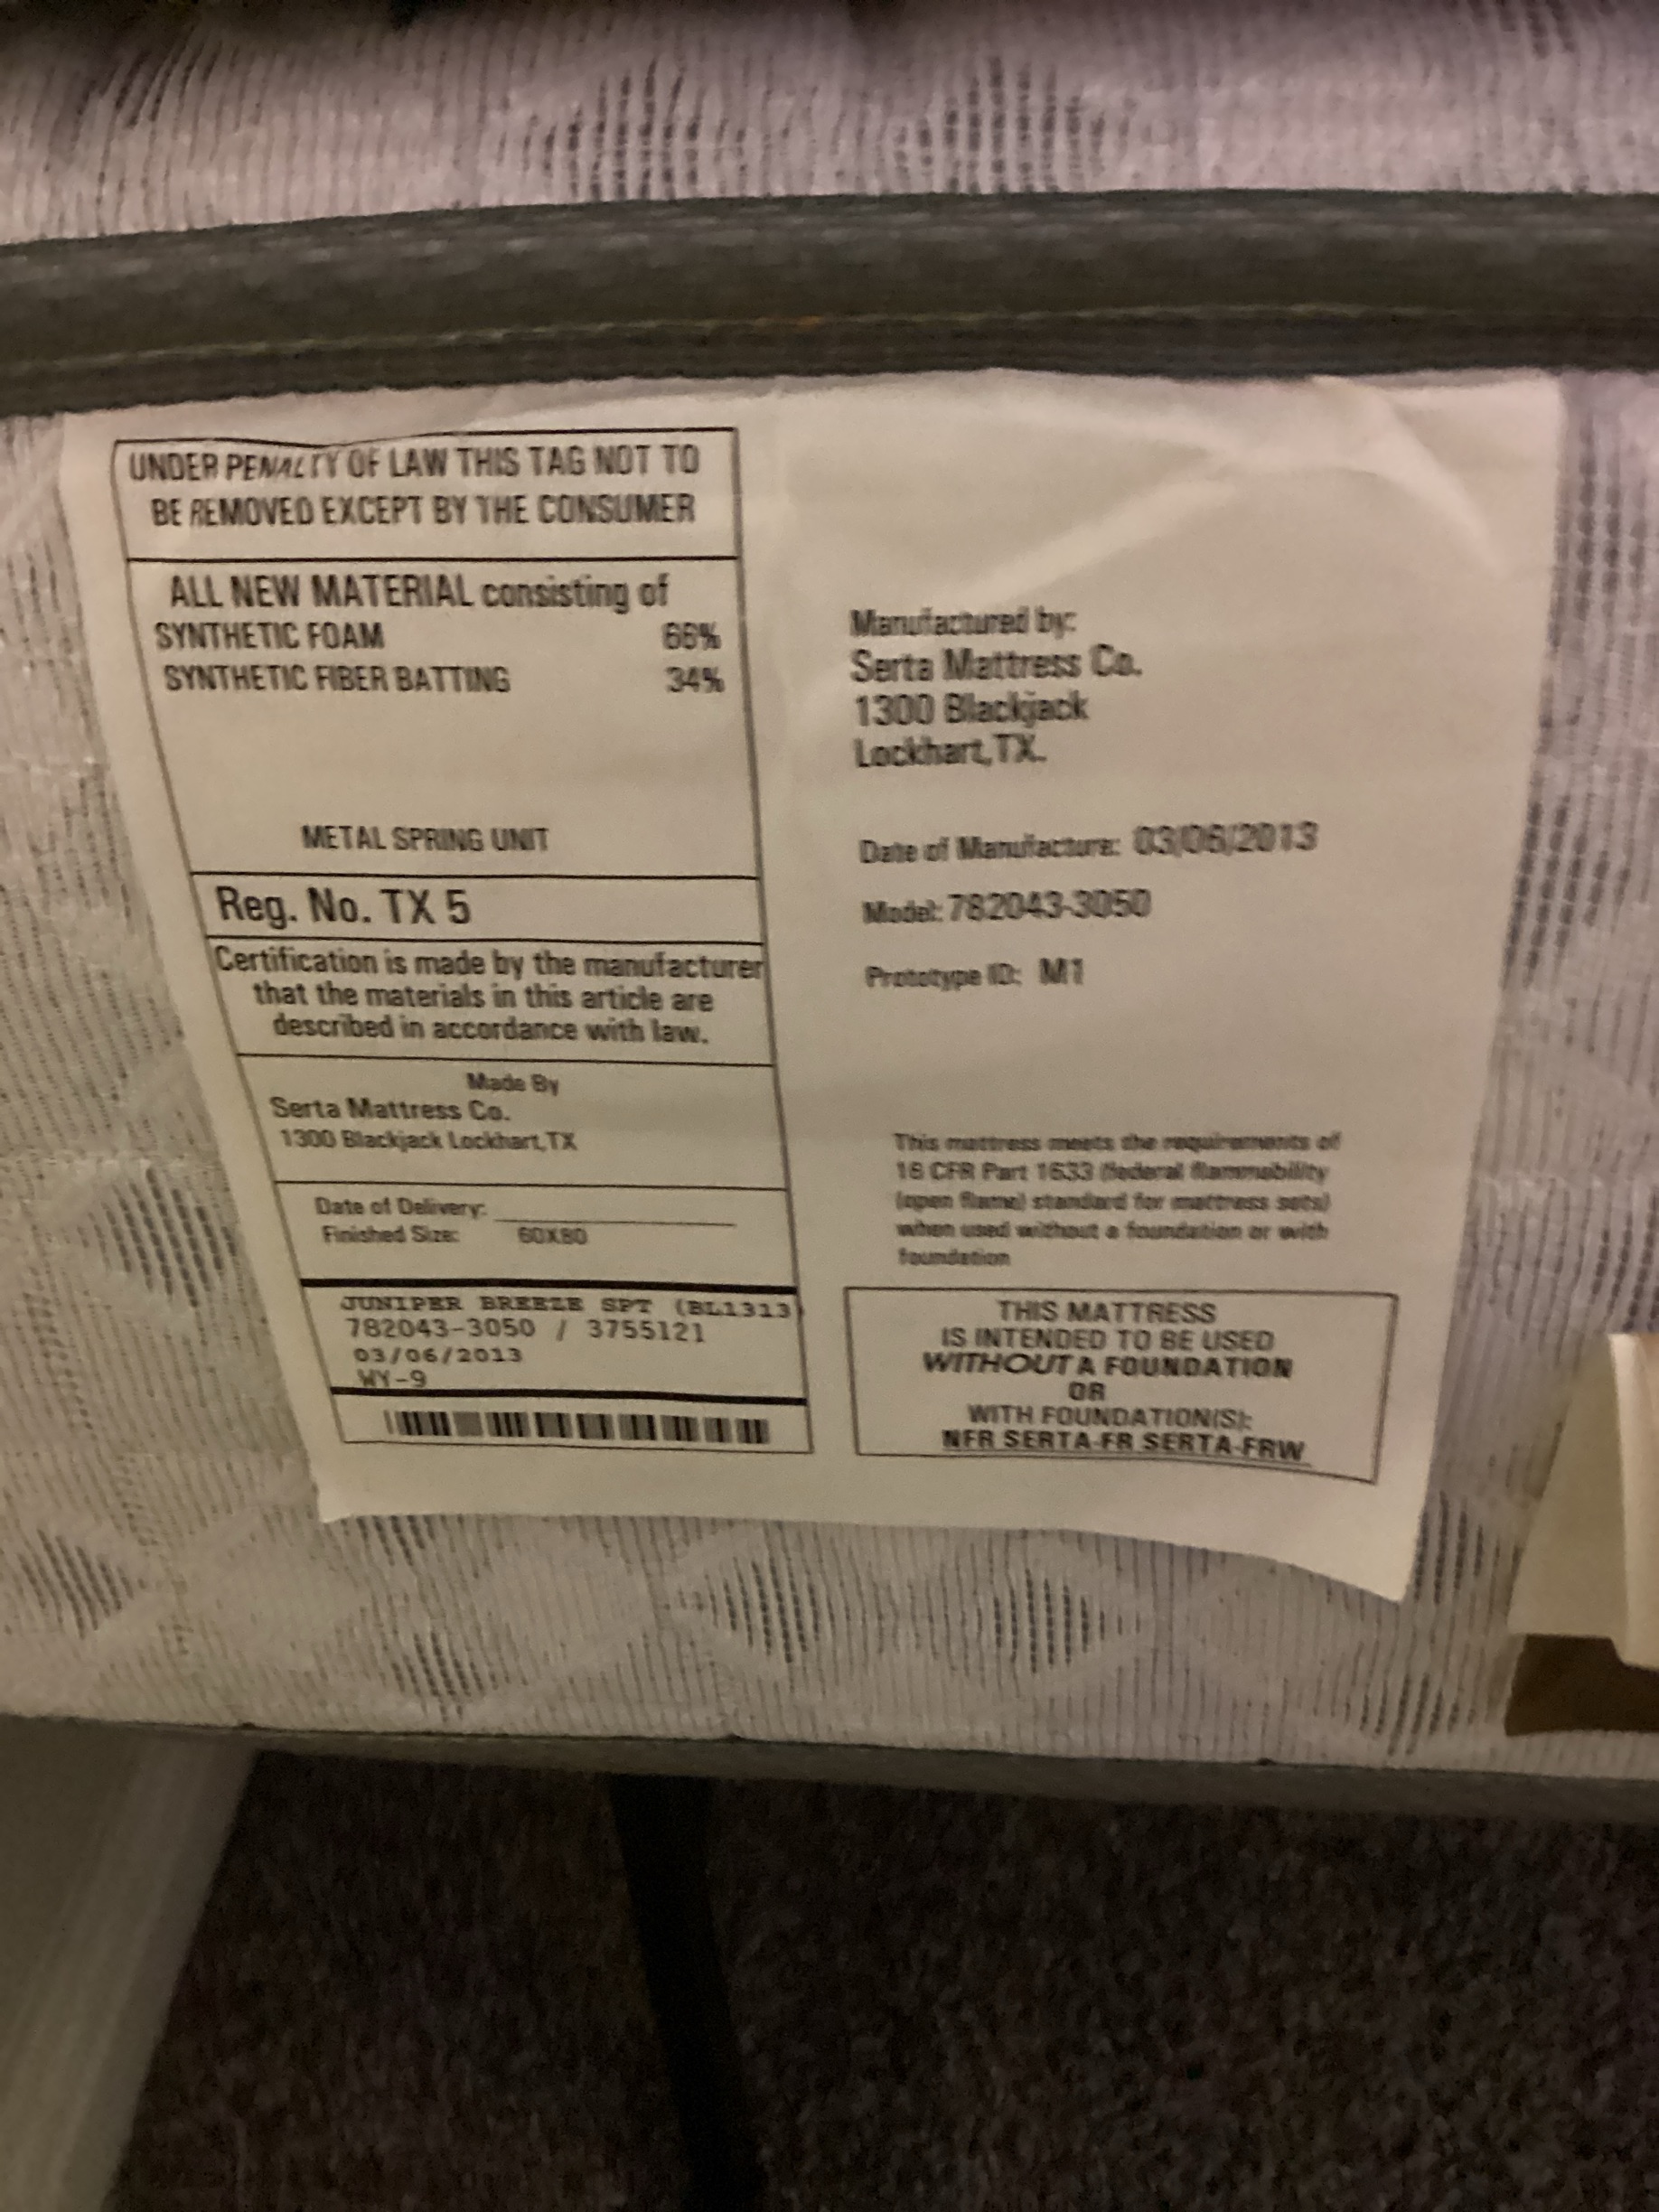 UNDER PENALTY OF LAW THIS TAG NOT TO
BE REMOVED EXCEPT BY THE CONSUMER
ALL NEW MATERIAL consisting of
SYNTHETIC FOAM 66%
SYNTHETIC FIBER BATTING 34%
METAL SPRING UNIT
Reg. No. TX 5
Certification is made by the manufacturer
that the materials in this article are
described in accordance with law.
Made By
Serta Mattress Co.
1300 Blackjack Lockhart,TX
Date of Delivery:
Finished Size: 60X80
JUNIPER BREEZE SPT (BL1313)
782043-3050 / 3755121
03/06/2013
WY-9
Manufactured by:
Serta Mattress Co.
1300 Blackjack
Lockhart,TX.
Date of Manufacture: 03/06/2013
Model: 782043-3050
Prototype ID: M1
This mattress meets the requirements of
16 CFR Part 1633 (federal flammability
(open flame) standard for mattress sets)
when used without a foundation or with
foundation
THIS MATTRESS
IS INTENDED TO BE USED
WITHOUT A FOUNDATION
OR
WITH FOUNDATION(S):
NFR SERTA-FR SERTA-FRW